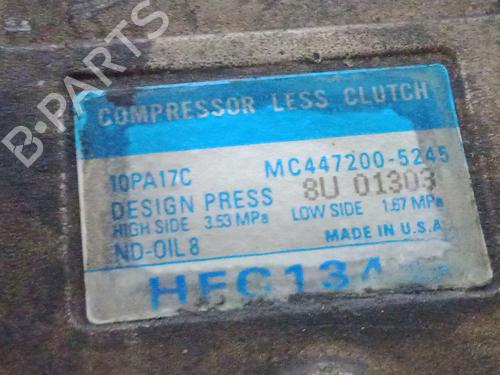 B-PARTS
COMPRESSOR LESS CLUTCH
10PA17C MC447200-5245
DESIGN PRESS 8U 01303
HIGH SIDE 3.53 MPa LOW SIDE 1.67 MPa
ND-OIL 8 MADE IN U.S.A
HFC134